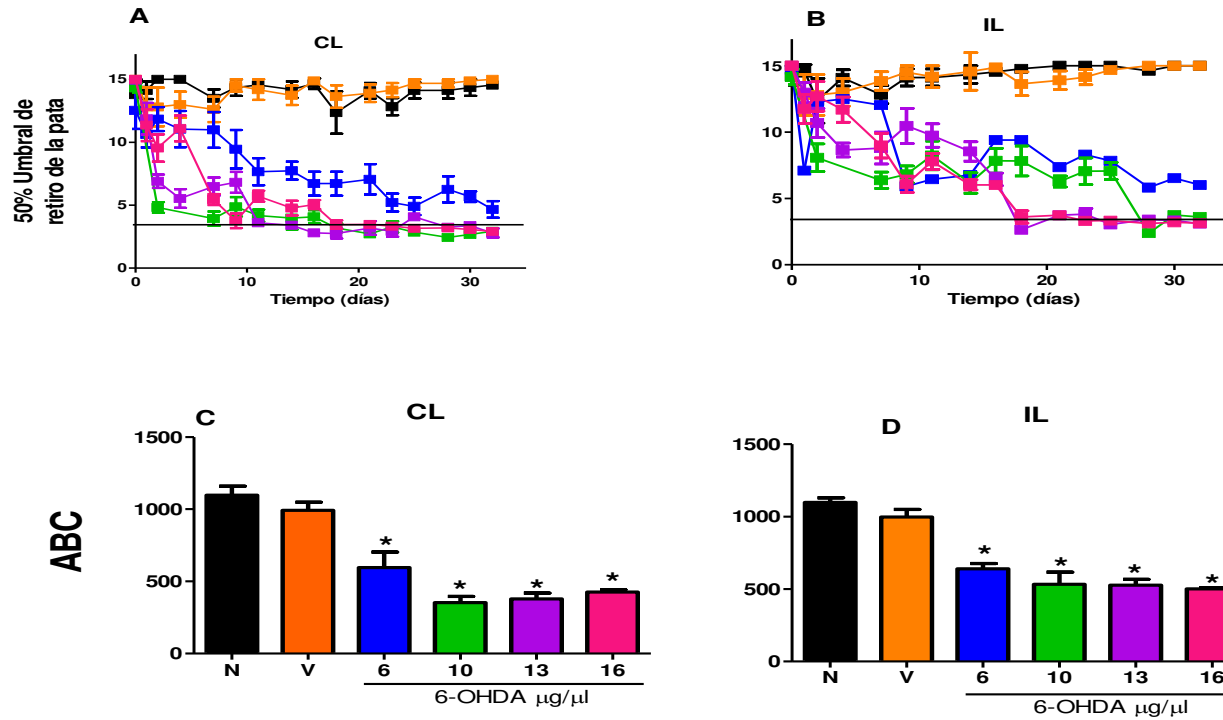 A
CL
50% Umbral de
retiro de la pata
15
10
5
0
0 10 20 30
Tiempo (días)
B
IL
15
10
5
0
0 10 20 30
Tiempo (días)
C
CL
ABC
1500
1000
500
0
* * * *
N V 6 10 13 16
6-OHDA μg/μl
D
IL
1500
1000
500
0
* * * *
N V 6 10 13 16
6-OHDA μg/μl